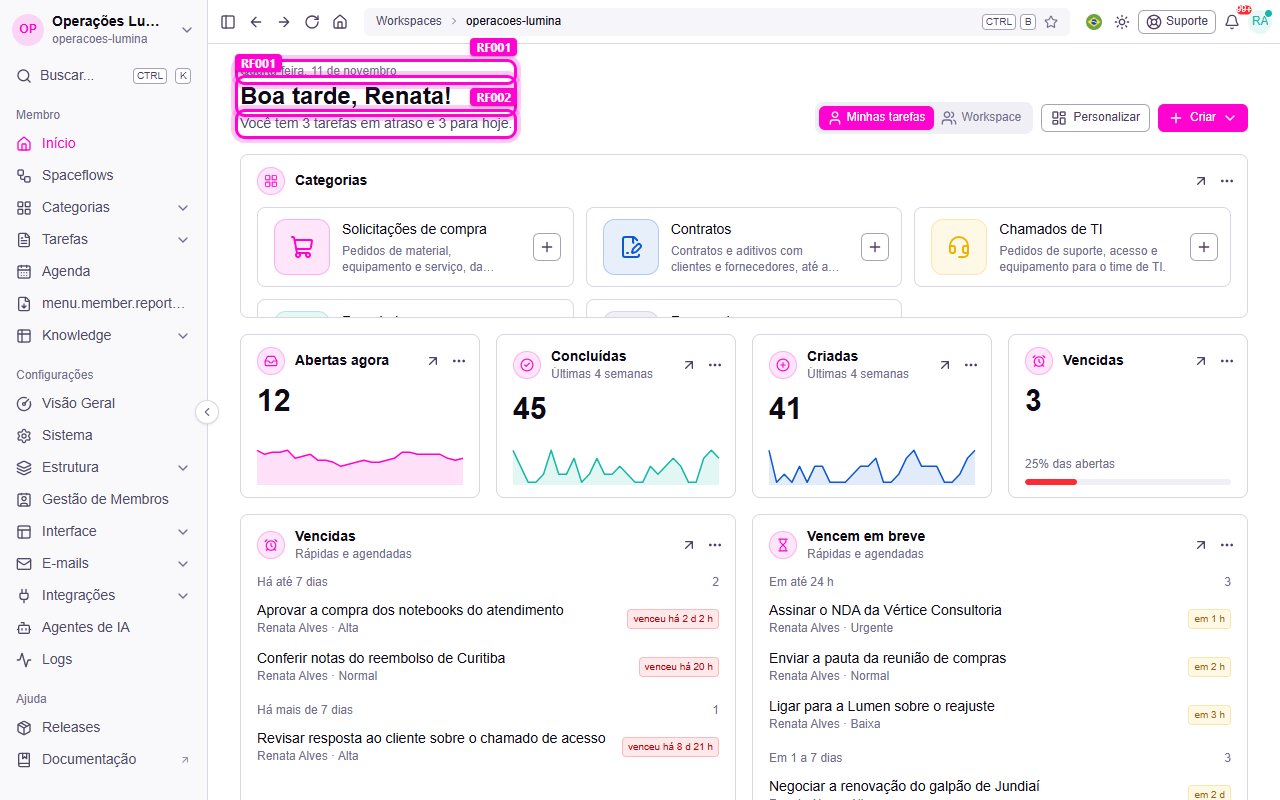 OP
Operações Lu...
operacoes-lumina
Workspaces
operacoes-lumina
CTRL
B
Suporte
99+
RA
Buscar...
CTRL
K
Membro
Início
Spaceflows
Categorias
Tarefas
Agenda
menu.member.report...
Knowledge
Configurações
Visão Geral
Sistema
Estrutura
Gestão de Membros
Interface
E-mails
Integrações
Agentes de IA
Logs
Ajuda
Releases
Documentação
RF001
RF001
feira, 11 de novembro
Boa tarde, Renata!
RF002
Você tem 3 tarefas em atraso e 3 para hoje.
Minhas tarefas
Workspace
Personalizar
Criar
Categorias
Solicitações de compra
Pedidos de material,
equipamento e serviço, da...
Contratos
Contratos e aditivos com
clientes e fornecedores, até a...
Chamados de TI
Pedidos de suporte, acesso e
equipamento para o time de TI.
Abertas agora
12
Concluídas
Últimas 4 semanas
45
Criadas
Últimas 4 semanas
41
Vencidas
3
25% das abertas
Vencidas
Rápidas e agendadas
Há até 7 dias
2
Aprovar a compra dos notebooks do atendimento
Renata Alves · Alta
venceu há 2 d 2 h
Conferir notas do reembolso de Curitiba
Renata Alves · Normal
venceu há 20 h
Há mais de 7 dias
1
Revisar resposta ao cliente sobre o chamado de acesso
Renata Alves · Alta
venceu há 8 d 21 h
Vencem em breve
Rápidas e agendadas
Em até 24 h
3
Assinar o NDA da Vértice Consultoria
Renata Alves · Urgente
em 1 h
Enviar a pauta da reunião de compras
Renata Alves · Normal
em 2 h
Ligar para a Lumen sobre o reajuste
Renata Alves · Baixa
em 3 h
Em 1 a 7 dias
3
Negociar a renovação do galpão de Jundiaí
em 2 d